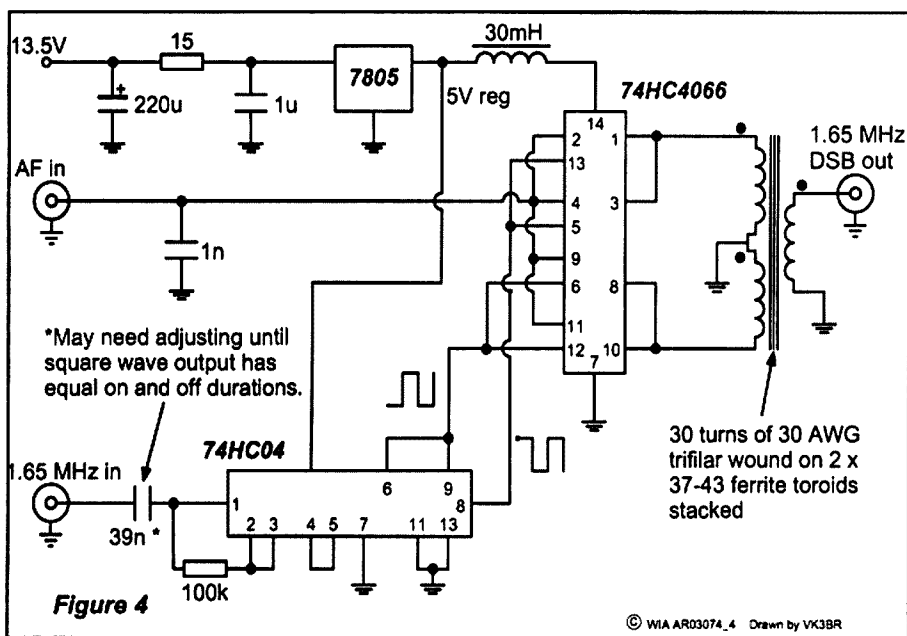 13.5V
15
30mH
7805
+
220u
1u
5V reg
74HC4066
14
2
1
13
4
3
5
9
6
8
11
12
10
7
1.65 MHz
DSB out
AF in
1n
*May need adjusting until
square wave output has
equal on and off durations.
74HC04
1.65 MHz in
39n *
100k
1
2
3
4
5
7
11
13
6
9
8
30 turns of 30 AWG
trifilar wound on 2 x
37-43 ferrite toroids
stacked
Figure 4
© WIA AR03074_4 Drawn by VK3BR